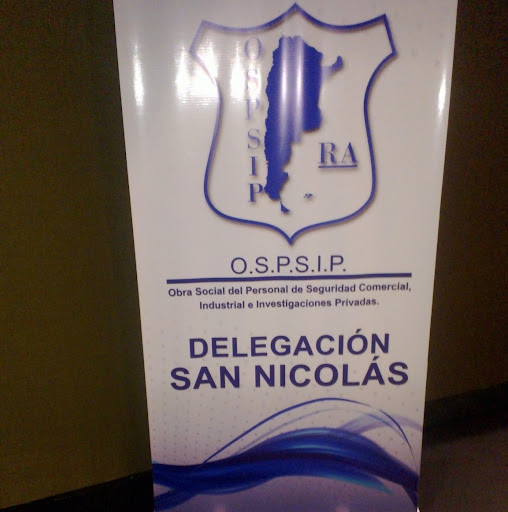 OSPSIP
RA
O.S.P.S.I.P.
Obra Social del Personal de Seguridad Comercial,
Industrial e Investigaciones Privadas.
DELEGACIÓN
SAN NICOLÁS